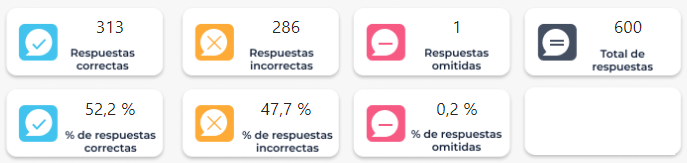 313
Respuestas
correctas
286
Respuestas
incorrectas
1
Respuestas
omitidas
600
Total de
respuestas
52,2 %
% de respuestas
correctas
47,7 %
% de respuestas
incorrectas
0,2 %
% de respuestas
omitidas